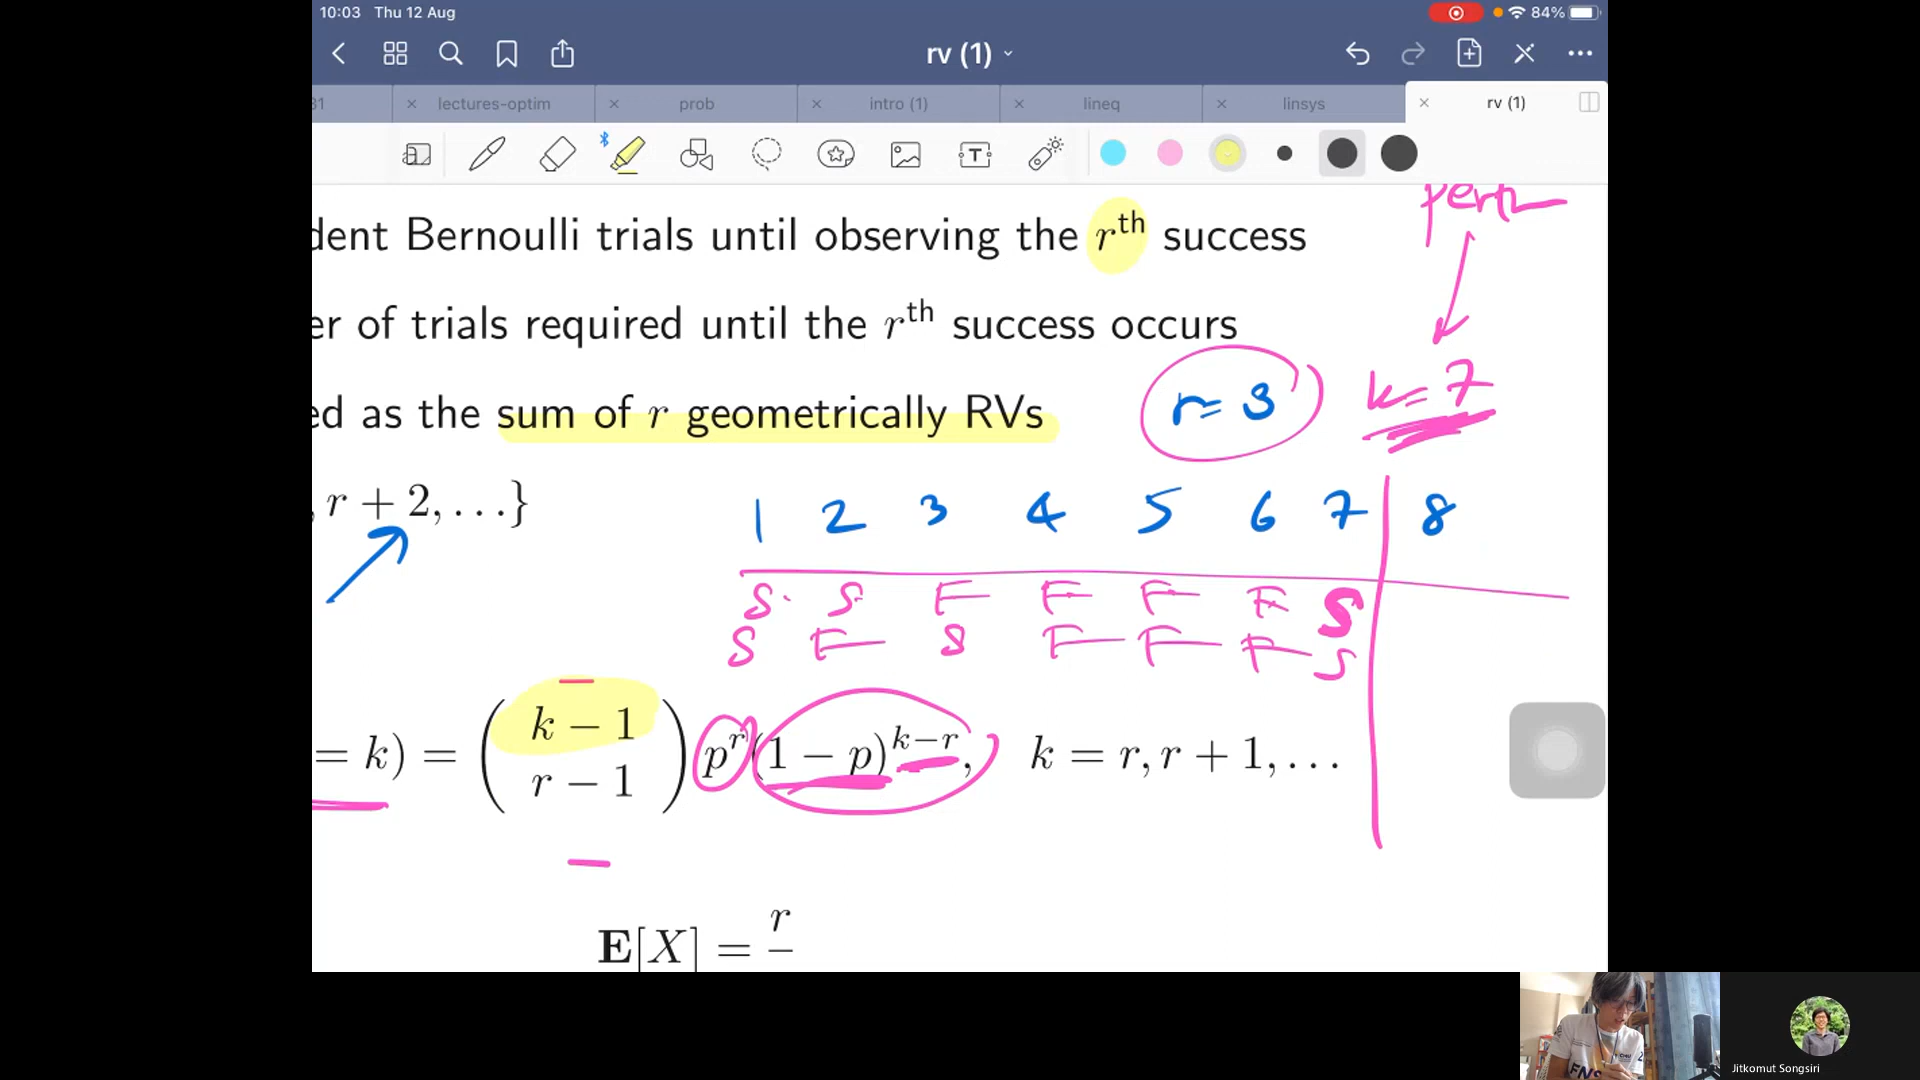 10:03 Thu 12 Aug
84%
rv (1)
31
lectures-optim
prob
intro (1)
lineq
linsys
rv (1)
dent Bernoulli trials until observing the r^th success
er of trials required until the r^th success occurs
r = 3
k = 7
ed as the sum of r geometrically RVs
, r + 2, . . .}
1 2 3 4 5 6 7 8
S S F F F F S
S F S F F F S
= k) = ( k − 1
r − 1 ) p^r (1 − p)^{k−r}, k = r, r + 1, . . .
E[X] = r
Jitkomut Songsiri